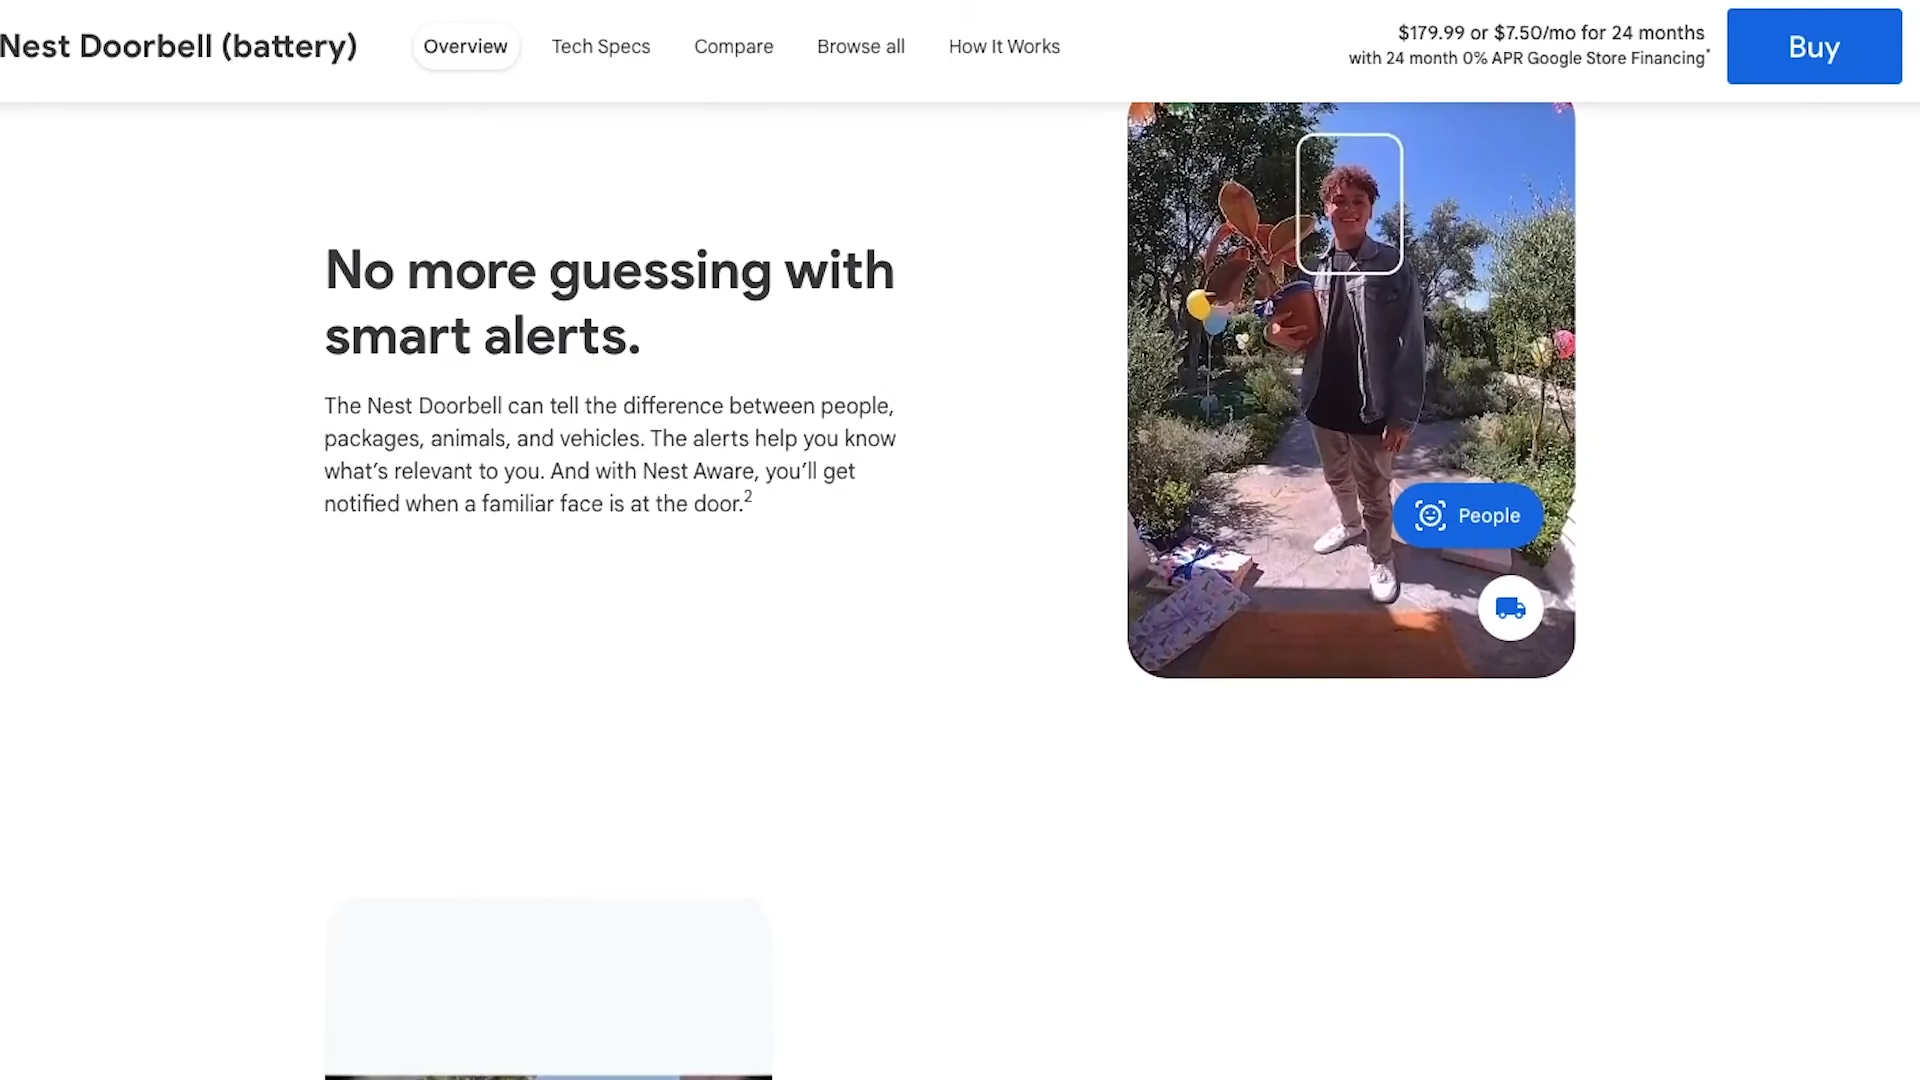 Nest Doorbell (battery)
Overview
Tech Specs
Compare
Browse all
How It Works
$179.99 or $7.50/mo for 24 months
with 24 month 0% APR Google Store Financing*
Buy
No more guessing with
smart alerts.
The Nest Doorbell can tell the difference between people,
packages, animals, and vehicles. The alerts help you know
what’s relevant to you. And with Nest Aware, you’ll get
notified when a familiar face is at the door.2
People